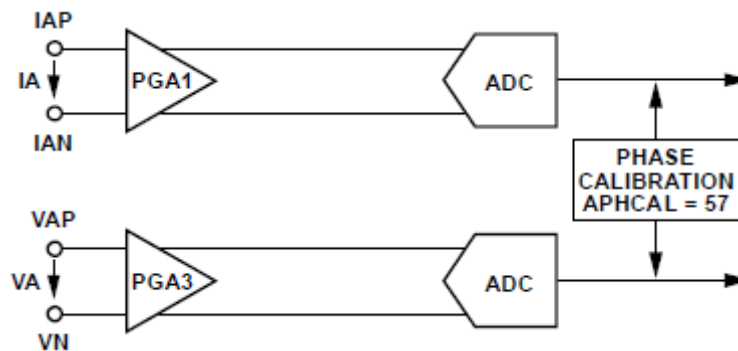 IAP
IA
PGA1
ADC
IAN
PHASE
CALIBRATION
APHCAL = 57
VAP
VA
PGA3
ADC
VN